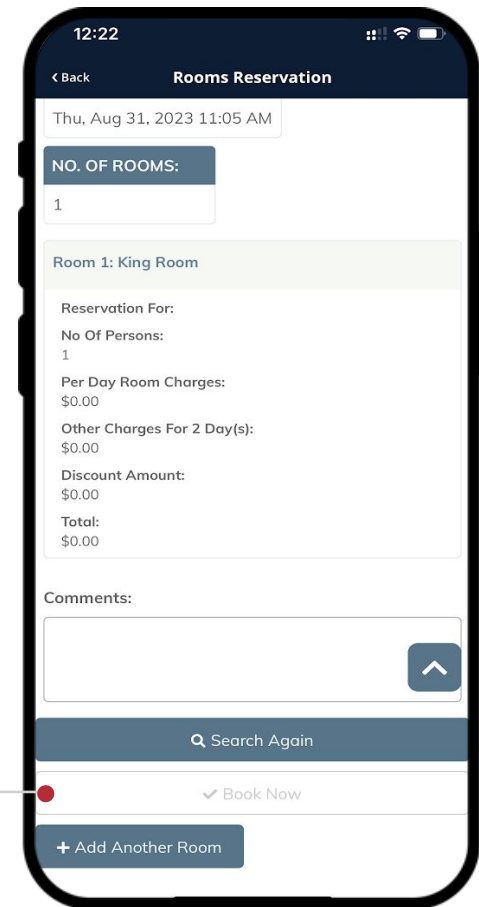 12:22
Back Rooms Reservation
Thu, Aug 31, 2023 11:05 AM
NO. OF ROOMS:
1
Room 1: King Room
Reservation For:
No Of Persons:
1
Per Day Room Charges:
$0.00
Other Charges For 2 Day(s):
$0.00
Discount Amount:
$0.00
Total:
$0.00
Comments:
Search Again
Book Now
+ Add Another Room